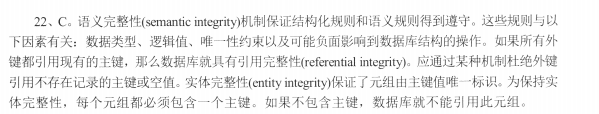 22、C。语义完整性(semantic integrity)机制保证结构化规则和语义规则得到遵守。这些规则与以
下因素有关：数据类型、逻辑值、唯一性约束以及可能负面影响到数据库结构的操作。如果所有外
键都引用现有的主键，那么数据库就具有引用完整性(referential integrity)。应通过某种机制杜绝外键
引用不存在记录的主键或空值。实体完整性(entity integrity)保证了元组由主键值唯一标识。为保持实
体完整性，每个元组都必须包含一个主键。如果不包含主键，数据库就不能引用此元组。